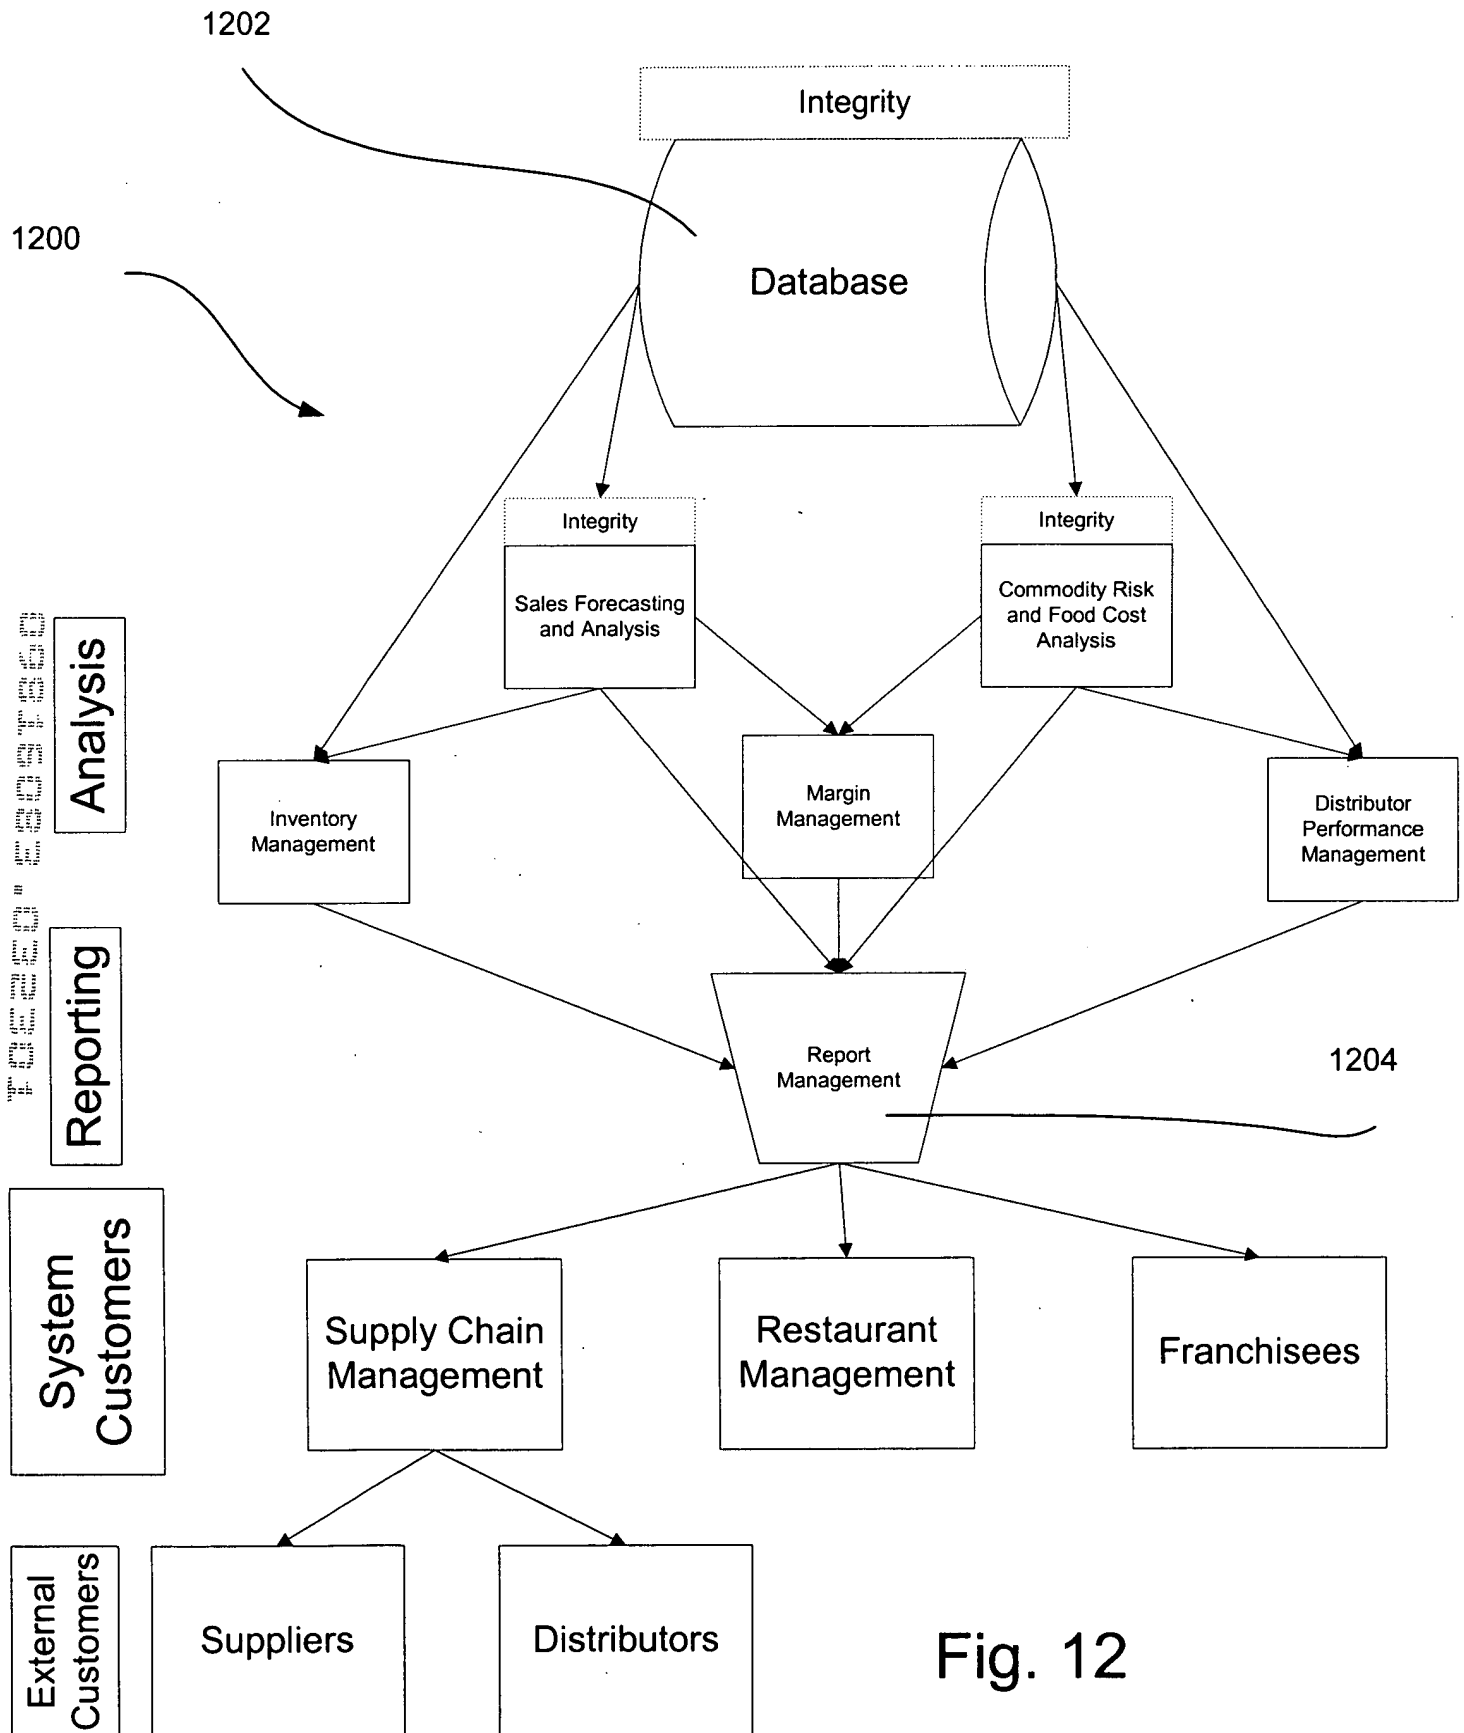 1202
Integrity
1200
Database
Integrity
Integrity
Sales Forecasting
and Analysis
Commodity Risk
and Food Cost
Analysis
Analysis
Inventory
Management
Margin
Management
Distributor
Performance
Management
Reporting
Report
Management
1204
System
Customers
Supply Chain
Management
Restaurant
Management
Franchisees
External
Customers
Suppliers
Distributors
Fig. 12